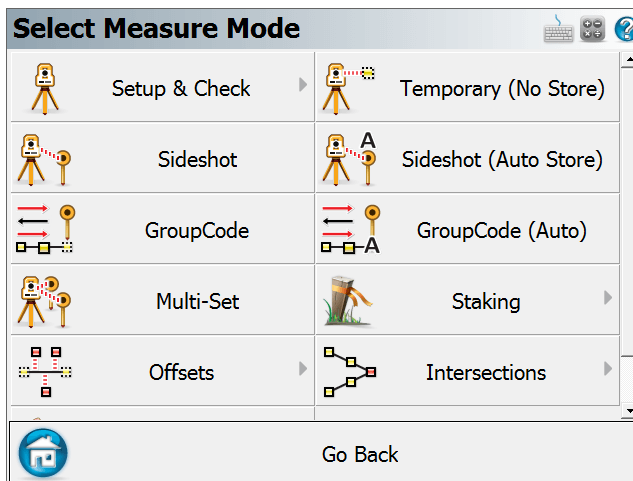 Select Measure Mode
Setup & Check
Temporary (No Store)
Sideshot
A
Sideshot (Auto Store)
GroupCode
A
GroupCode (Auto)
Multi-Set
Staking
Offsets
Intersections
Go Back